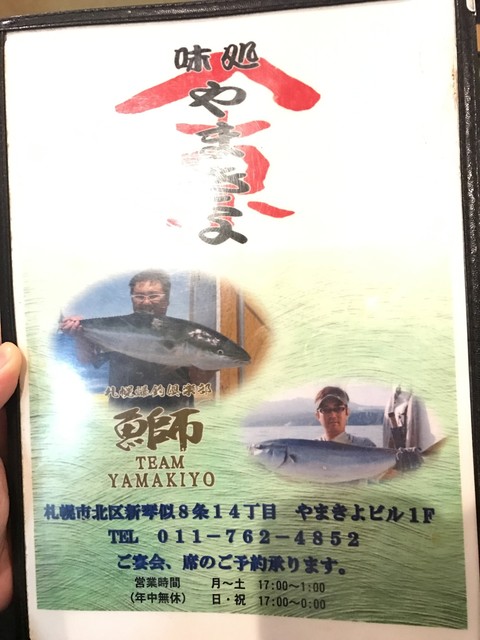 味処
やまきよ
札幌磯釣倶楽部
鰤師
TEAM
YAMAKIYO
札幌市北区新琴似8条14丁目 やまきよビル1F
TEL 011-762-4852
ご宴会、席のご予約承ります。
営業時間 月〜土 17:00〜1:00
(年中無休) 日・祝 17:00〜0:00